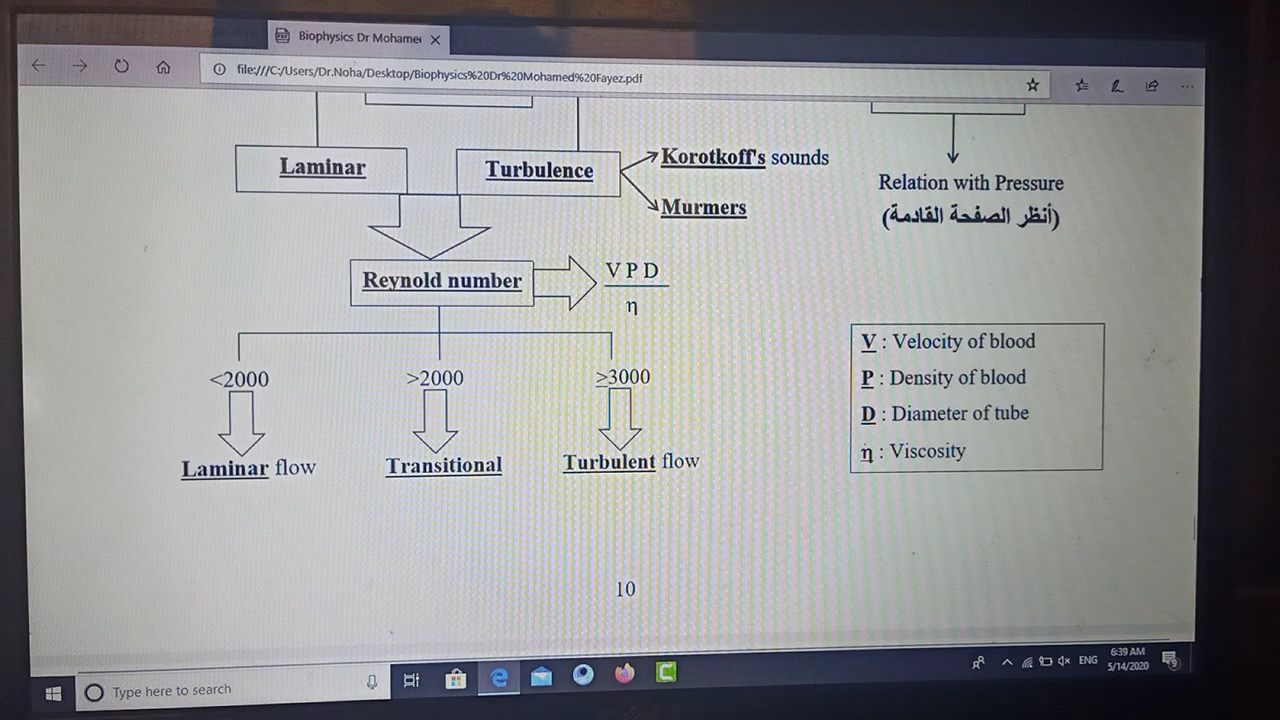 Biophysics Dr Mohamed
file:///C:/Users/Dr.Noha/Desktop/Biophysics%20Dr%20Mohamed%20Fayez.pdf
Laminar
Turbulence
Korotkoff's sounds
Murmers
Relation with Pressure
(أنظر الصفحة القادمة)
Reynold number
V P D
η
V : Velocity of blood
P : Density of blood
D : Diameter of tube
η : Viscosity
<2000
>2000
≥3000
Laminar flow
Transitional
Turbulent flow
10
Type here to search
ENG
6:39 AM
5/14/2020
9